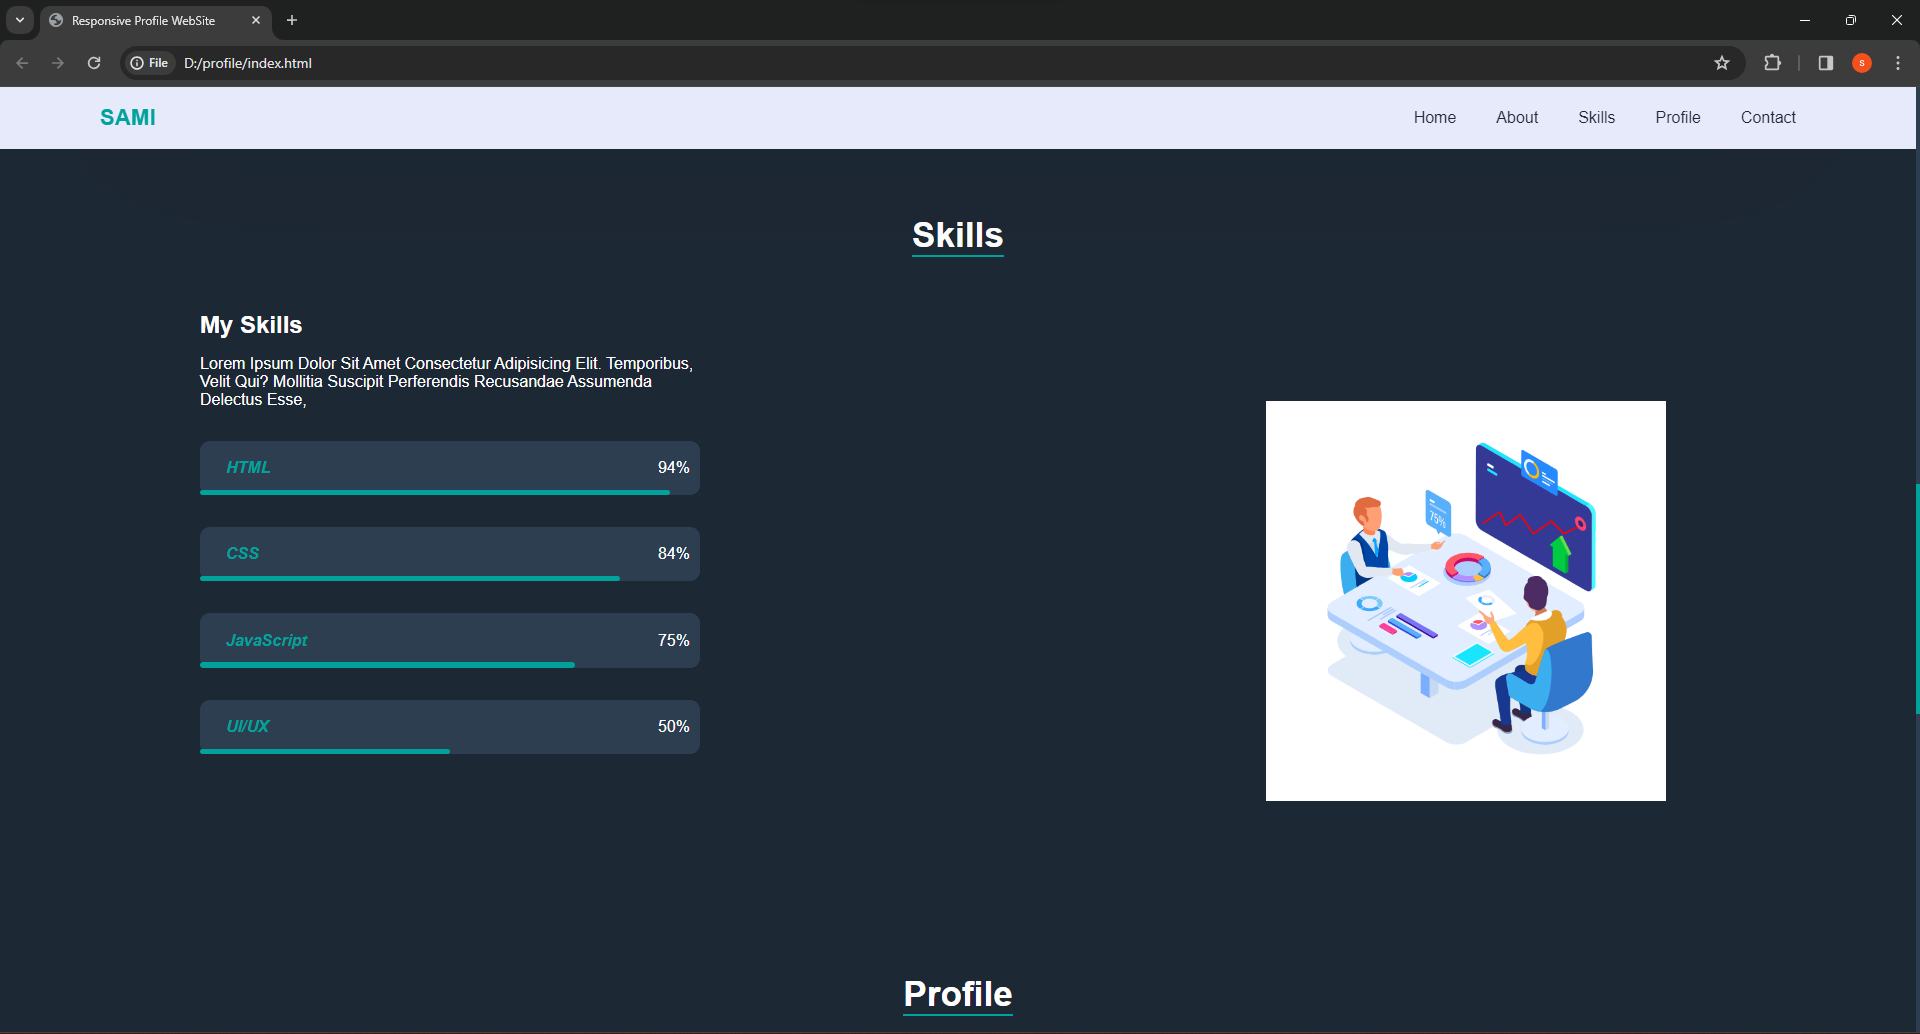 Responsive Profile WebSite
File D:/profile/index.html
S
SAMI
Home About Skills Profile Contact
Skills
My Skills
Lorem Ipsum Dolor Sit Amet Consectetur Adipisicing Elit. Temporibus,
Velit Qui? Mollitia Suscipit Perferendis Recusandae Assumenda
Delectus Esse,
HTML 94%
CSS 84%
JavaScript 75%
UI/UX 50%
75%
Profile